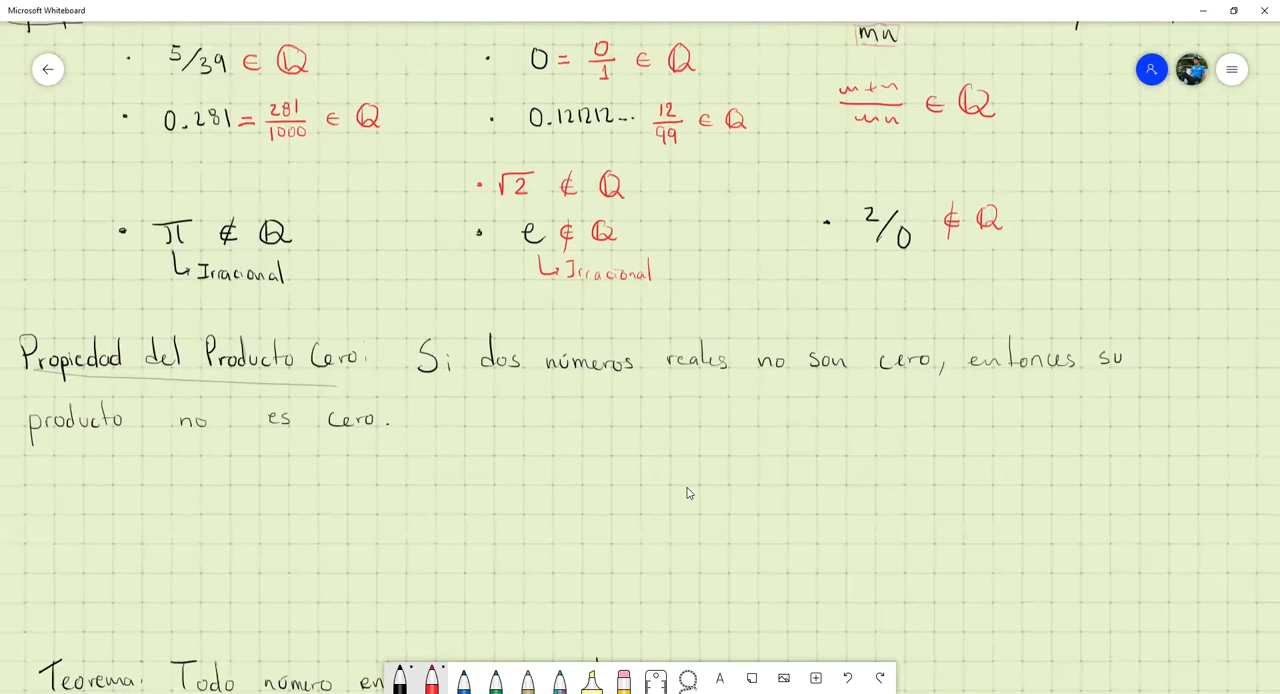 Microsoft Whiteboard
mn
· 5/39 ∈ ℚ · 0 = 0/1 ∈ ℚ m+n/mn ∈ ℚ
· 0.281 = 281/1000 ∈ ℚ · 0.121212... 12/99 ∈ ℚ
· √2 ∉ ℚ
· π ∉ ℚ · e ∉ ℚ · 2/0 ∉ ℚ
↳ Irracional ↳ Irracional
Propiedad del Producto Cero: Si dos números reales no son cero, entonces su
producto no es cero.
Teorema: Todo número en